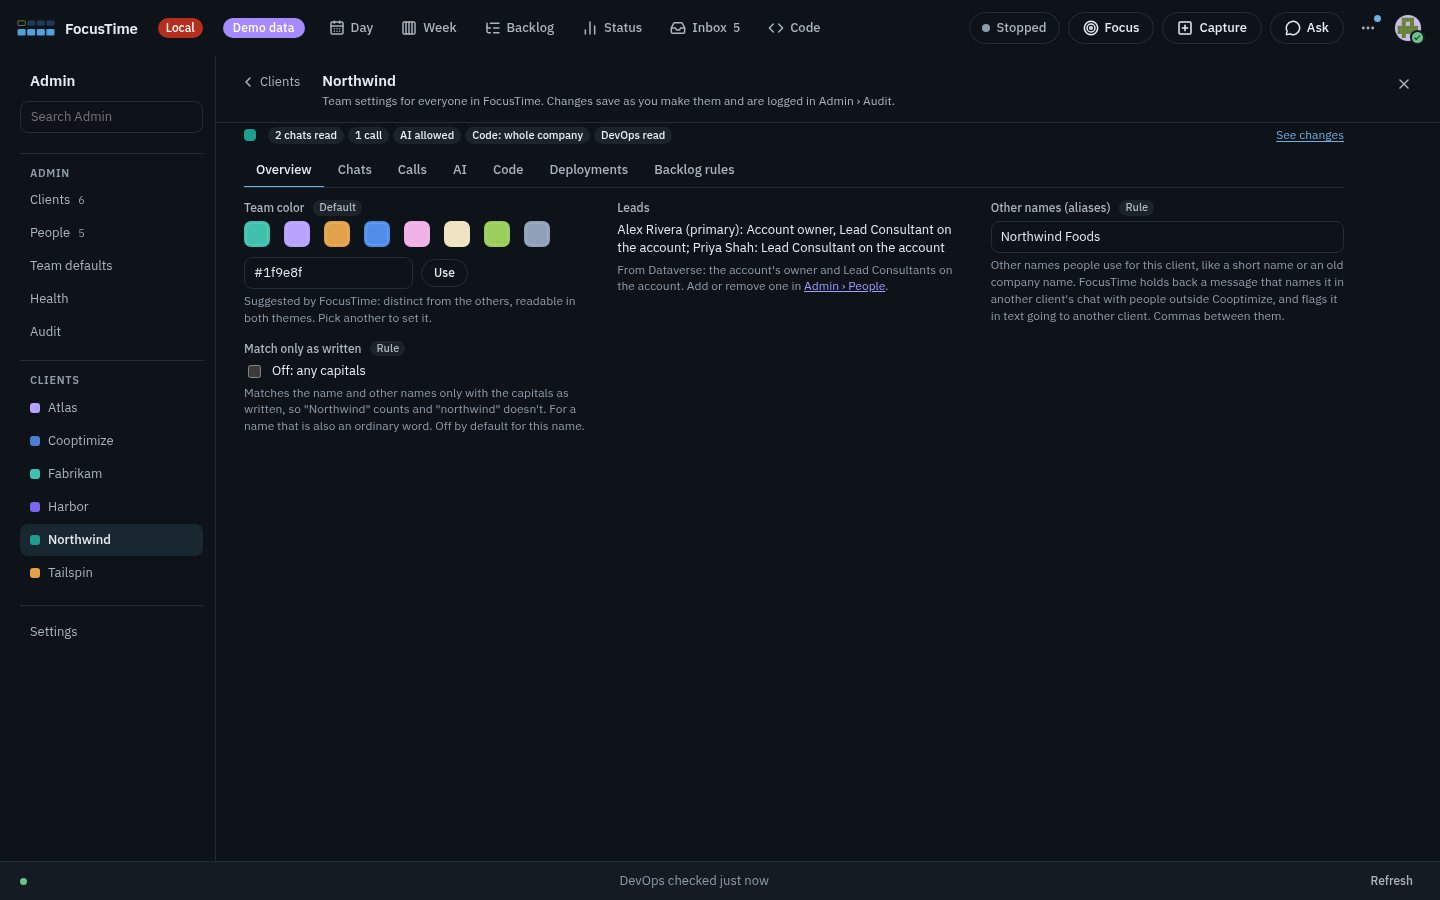 FocusTime
Local
Demo data
Day
Week
Backlog
Status
Inbox 5
Code
Stopped
Focus
Capture
Ask
Admin
Search Admin
ADMIN
Clients 6
People 5
Team defaults
Health
Audit
CLIENTS
Atlas
Cooptimize
Fabrikam
Harbor
Northwind
Tailspin
Settings
Clients
Northwind
Team settings for everyone in FocusTime. Changes save as you make them and are logged in Admin › Audit.
2 chats read
1 call
AI allowed
Code: whole company
DevOps read
See changes
Overview
Chats
Calls
AI
Code
Deployments
Backlog rules
Team color Default
#1f9e8f
Use
Suggested by FocusTime: distinct from the others, readable in
both themes. Pick another to set it.
Match only as written Rule
Off: any capitals
Matches the name and other names only with the capitals as
written, so "Northwind" counts and "northwind" doesn't. For a
name that is also an ordinary word. Off by default for this name.
Leads
Alex Rivera (primary): Account owner, Lead Consultant on
the account; Priya Shah: Lead Consultant on the account
From Dataverse: the account's owner and Lead Consultants on
the account. Add or remove one in Admin › People.
Other names (aliases) Rule
Northwind Foods
Other names people use for this client, like a short name or an old
company name. FocusTime holds back a message that names it in
another client's chat with people outside Cooptimize, and flags it
in text going to another client. Commas between them.
DevOps checked just now
Refresh